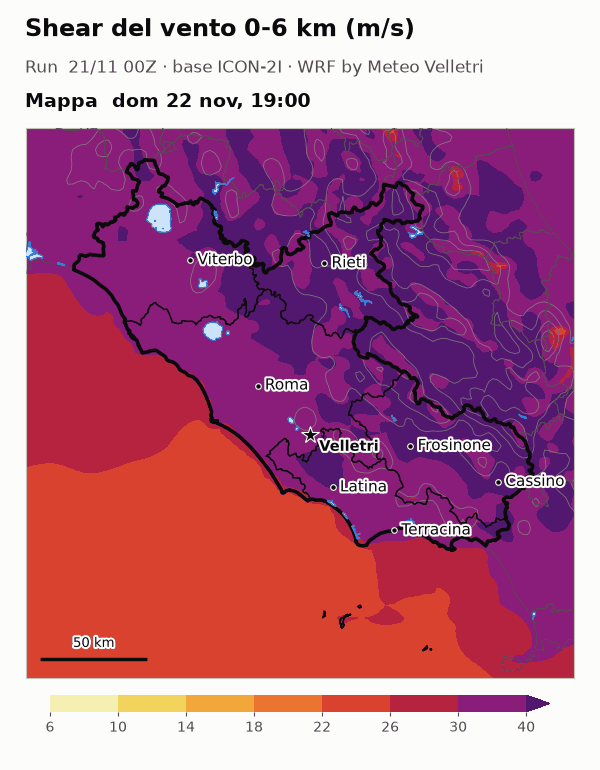 Shear del vento 0-6 km (m/s)
Run  21/11 00Z · base ICON-2I · WRF by Meteo Velletri
Mappa  dom 22 nov, 19:00
Viterbo
Rieti
Roma
Velletri
Frosinone
Cassino
Latina
Terracina
50 km
6 10 14 18 22 26 30 40